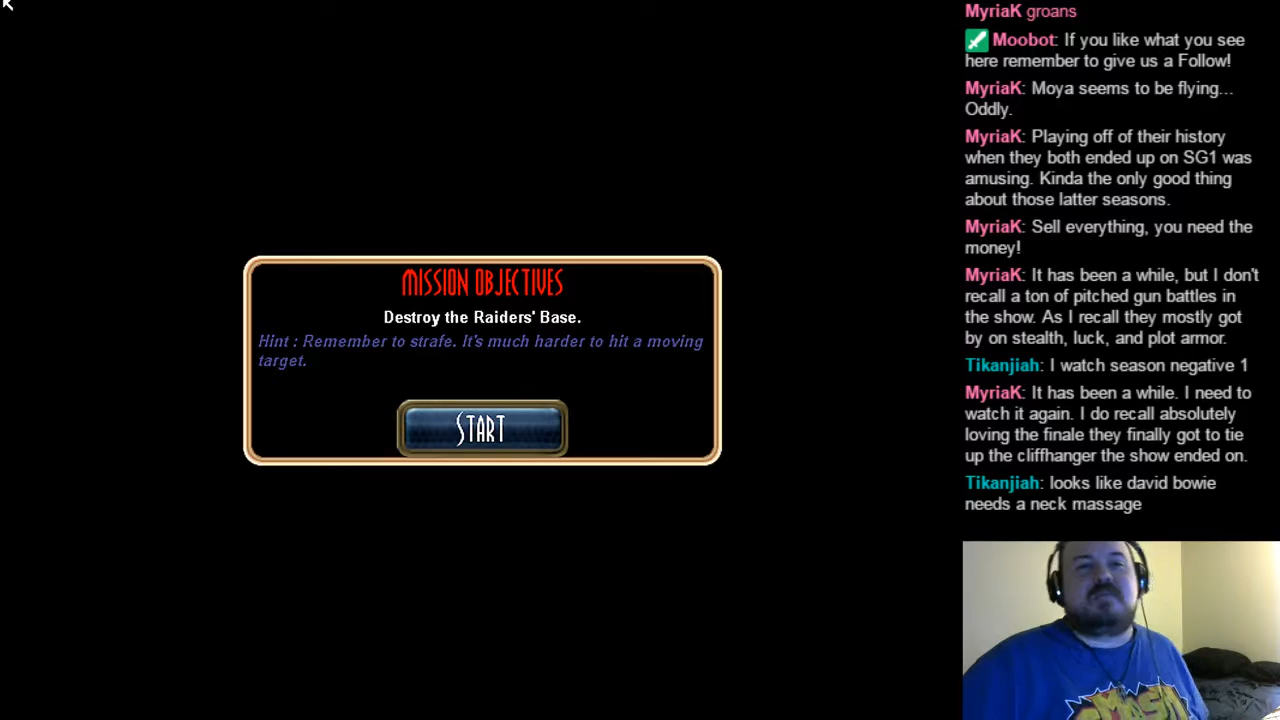 Mission Objectives
Destroy the Raiders' Base.
Hint : Remember to strafe. It's much harder to hit a moving
target.
Start
MyriaK groans
Moobot: If you like what you see
here remember to give us a Follow!
MyriaK: Moya seems to be flying...
Oddly.
MyriaK: Playing off of their history
when they both ended up on SG1 was
amusing. Kinda the only good thing
about those latter seasons.
MyriaK: Sell everything, you need the
money!
MyriaK: It has been a while, but I don't
recall a ton of pitched gun battles in
the show. As I recall they mostly got
by on stealth, luck, and plot armor.
Tikanjiah: I watch season negative 1
MyriaK: It has been a while. I need to
watch it again. I do recall absolutely
loving the finale they finally got to tie
up the cliffhanger the show ended on.
Tikanjiah: looks like david bowie
needs a neck massage